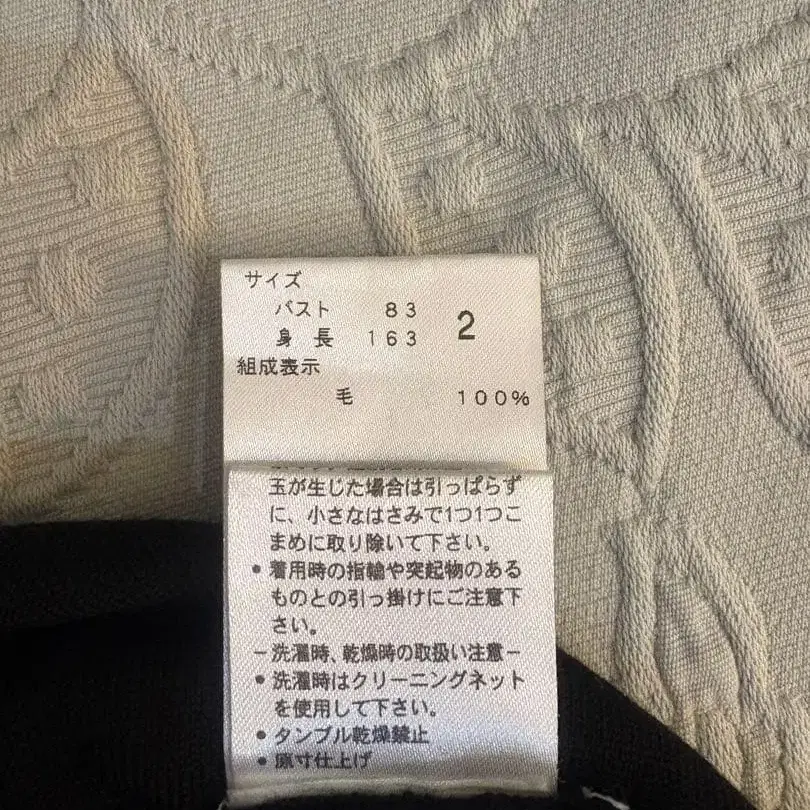 サイズ
バスト 83
身長 163
2
組成表示
毛 100%
玉が生じた場合は引っぱらず
に、小さなはさみで1つ1つこ
まめに取り除いて下さい。
●着用時の指輪や突起物のある
ものとの引っ掛けにご注意下
さい。
−洗濯時、乾燥時の取扱い注意−
●洗濯時はクリーニングネット
を使用して下さい。
●タンブル乾燥禁止
●原寸仕上げ